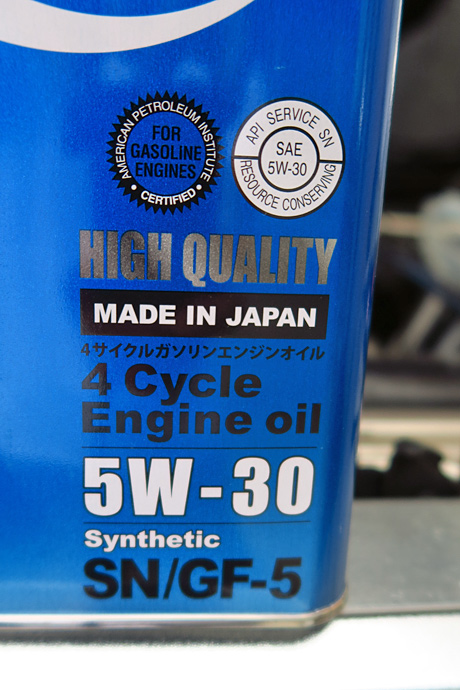 AMERICAN PETROLEUM INSTITUTE
FOR
GASOLINE
ENGINES
• CERTIFIED •
API SERVICE SN
SAE
5W-30
RESOURCE CONSERVING
HIGH QUALITY
MADE IN JAPAN
4サイクルガソリンエンジンオイル
4 Cycle
Engine oil
5W-30
Synthetic
SN/GF-5